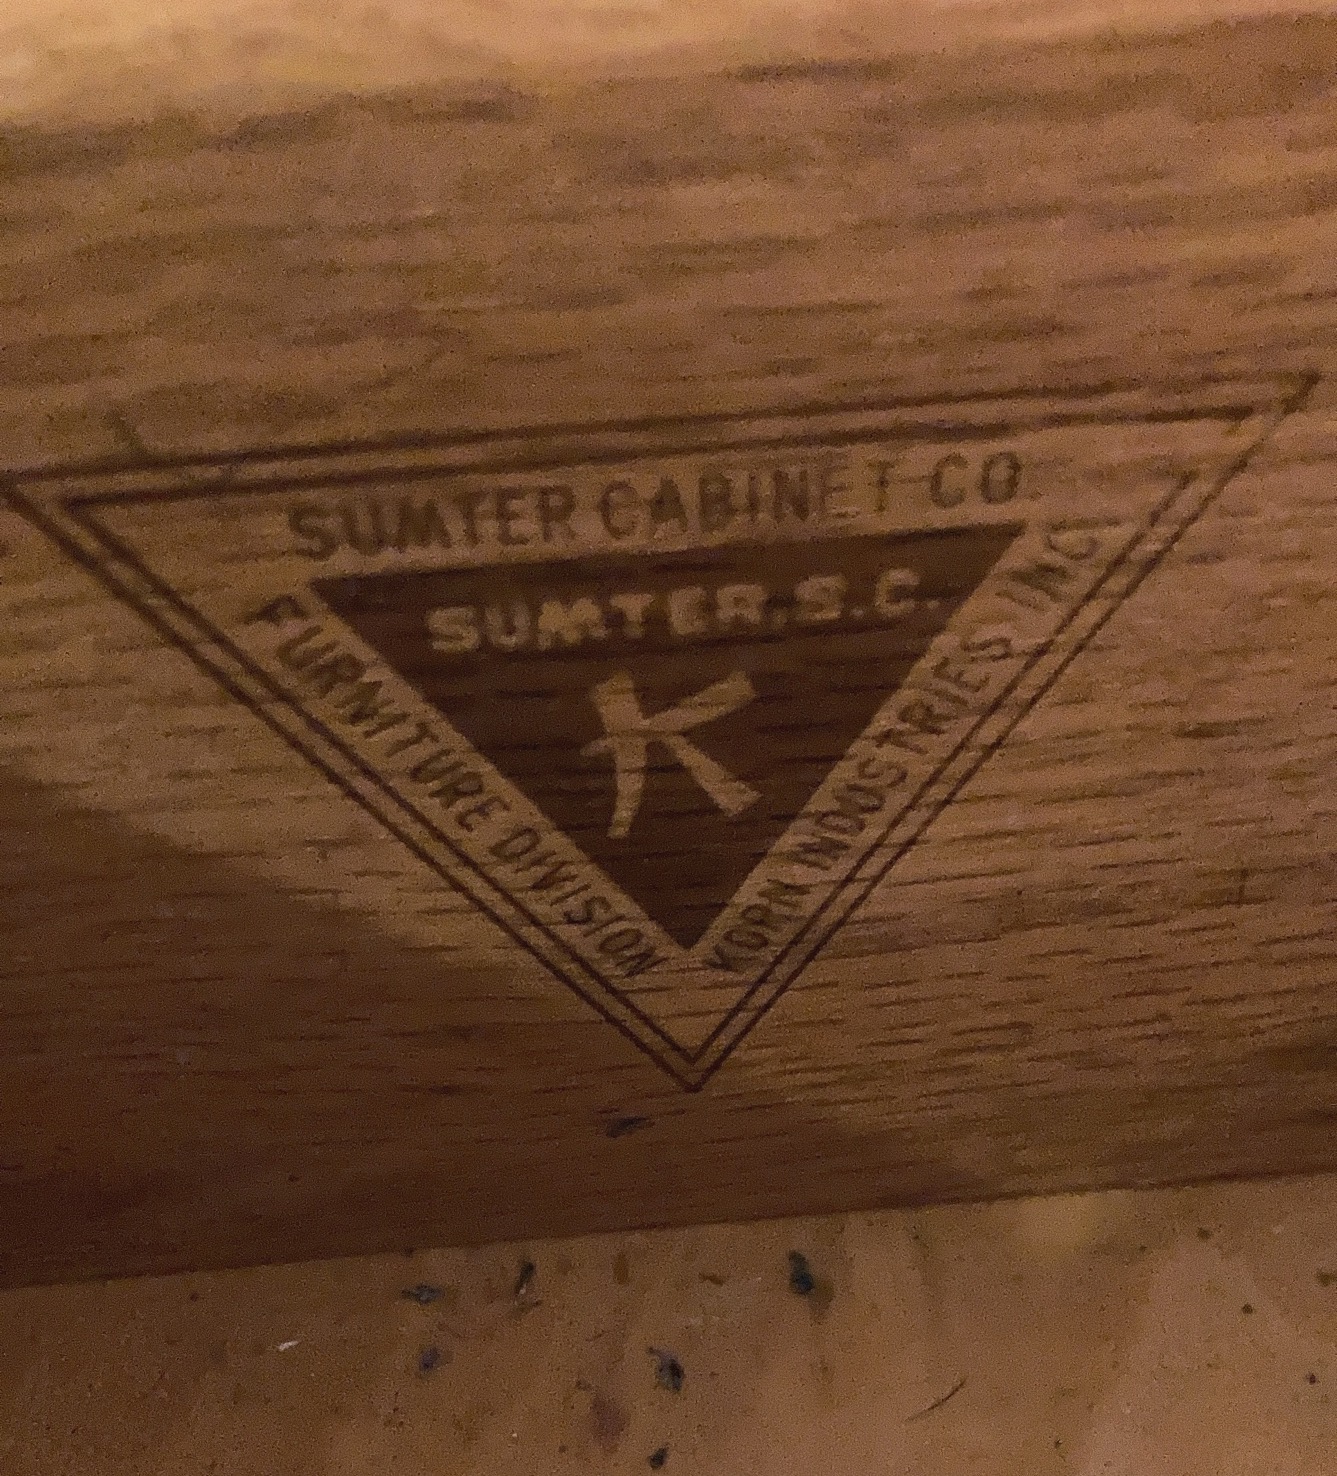 SUMTER CABINET CO.
SUMTER, S.C.
K
FURNITURE DIVISION
KORN INDUSTRIES INC.